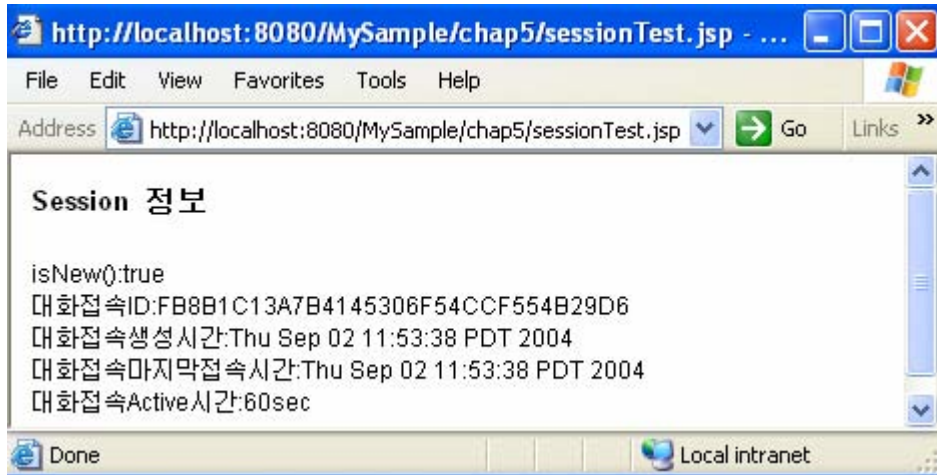 http://localhost:8080/MySample/chap5/sessionTest.jsp - ...
File Edit View Favorites Tools Help
Address http://localhost:8080/MySample/chap5/sessionTest.jsp Go Links »
Session 정보
isNew():true
대화접속ID:FB8B1C13A7B4145306F54CCF554B29D6
대화접속생성시간:Thu Sep 02 11:53:38 PDT 2004
대화접속마지막접속시간:Thu Sep 02 11:53:38 PDT 2004
대화접속Active시간:60sec
Done Local intranet